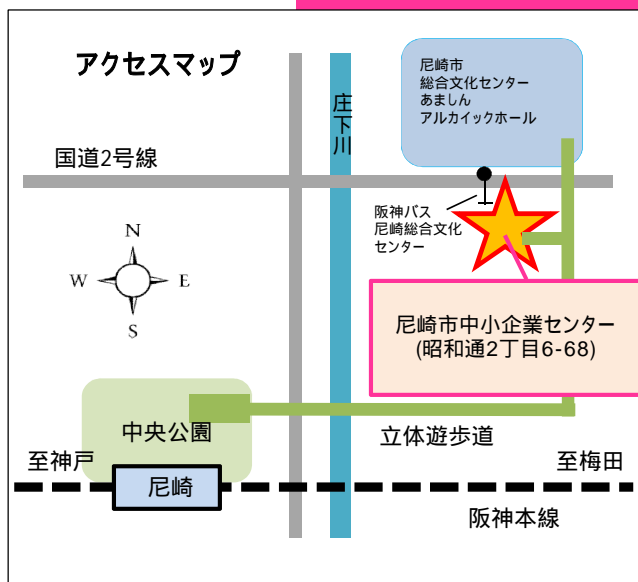 アクセスマップ
尼崎市
総合文化センター
あましん
アルカイックホール
庄下川
国道2号線
阪神バス
尼崎総合文化
センター
N
W
E
S
尼崎市中小企業センター
(昭和通2丁目6-68)
中央公園
立体遊歩道
至神戸
至梅田
尼崎
阪神本線